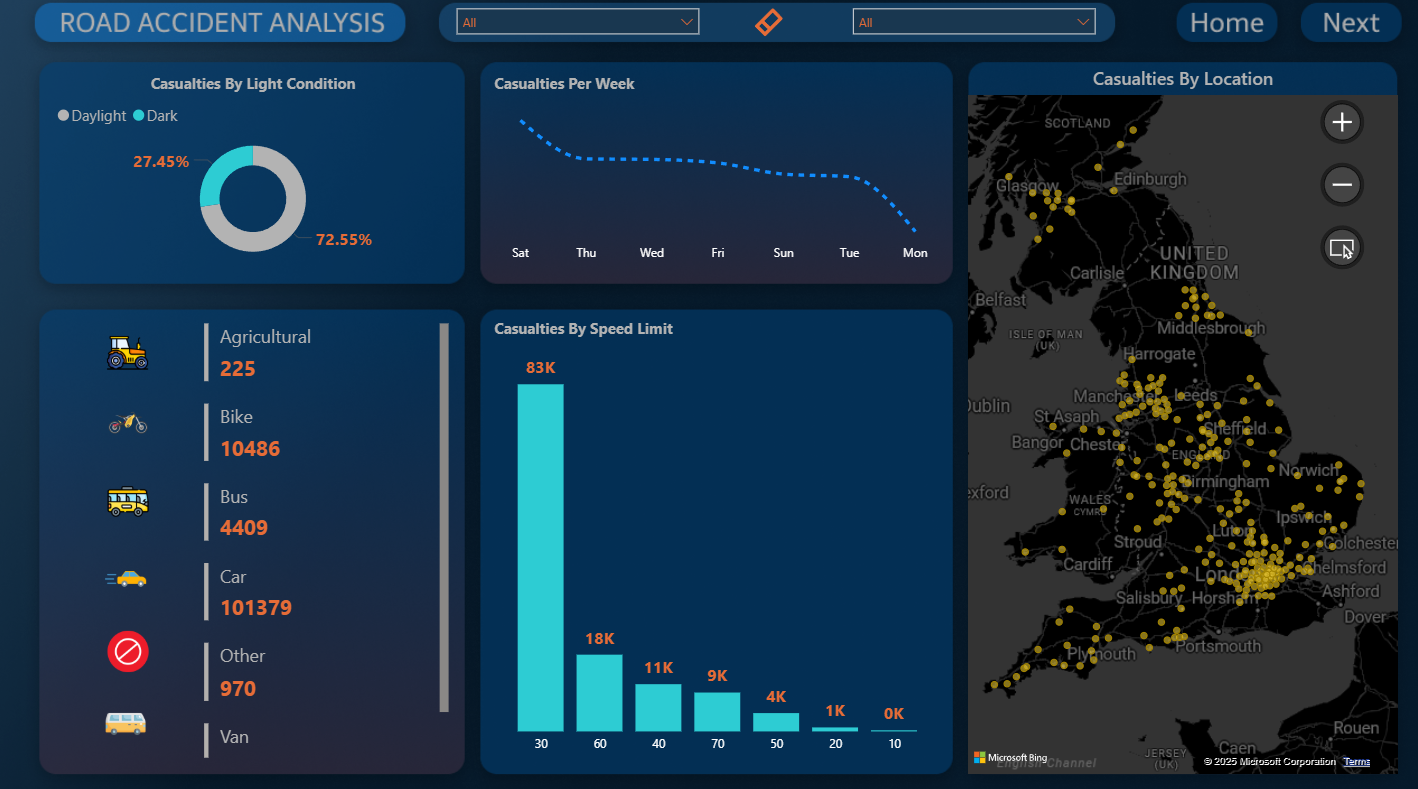 ROAD ACCIDENT ANALYSIS
All
All
Home
Next
Casualties By Light Condition
Daylight
Dark
27.45%
72.55%
Casualties Per Week
Sat
Thu
Wed
Fri
Sun
Tue
Mon
Casualties By Location
SCOTLAND
Glasgow
Edinburgh
UNITED
KINGDOM
Carlisle
Belfast
ISLE OF MAN
(UK)
Middlesbrough
Harrogate
Manchester
Leeds
Dublin
St Asaph
Sheffield
Bangor
Chester
ENGLAND
Norwich
Birmingham
exford
WALES
CYMRU
Ipswich
Luton
Stroud
Colchester
Cardiff
London
Chelmsford
Salisbury
Horsham
Ashford
Dover
Plymouth
Portsmouth
Rouen
JERSEY
(UK)
Caen
English Channel
Microsoft Bing
© 2025 Microsoft Corporation
Terms
Agricultural
225
Bike
10486
Bus
4409
Car
101379
Other
970
Van
Casualties By Speed Limit
83K
18K
11K
9K
4K
1K
0K
30
60
40
70
50
20
10